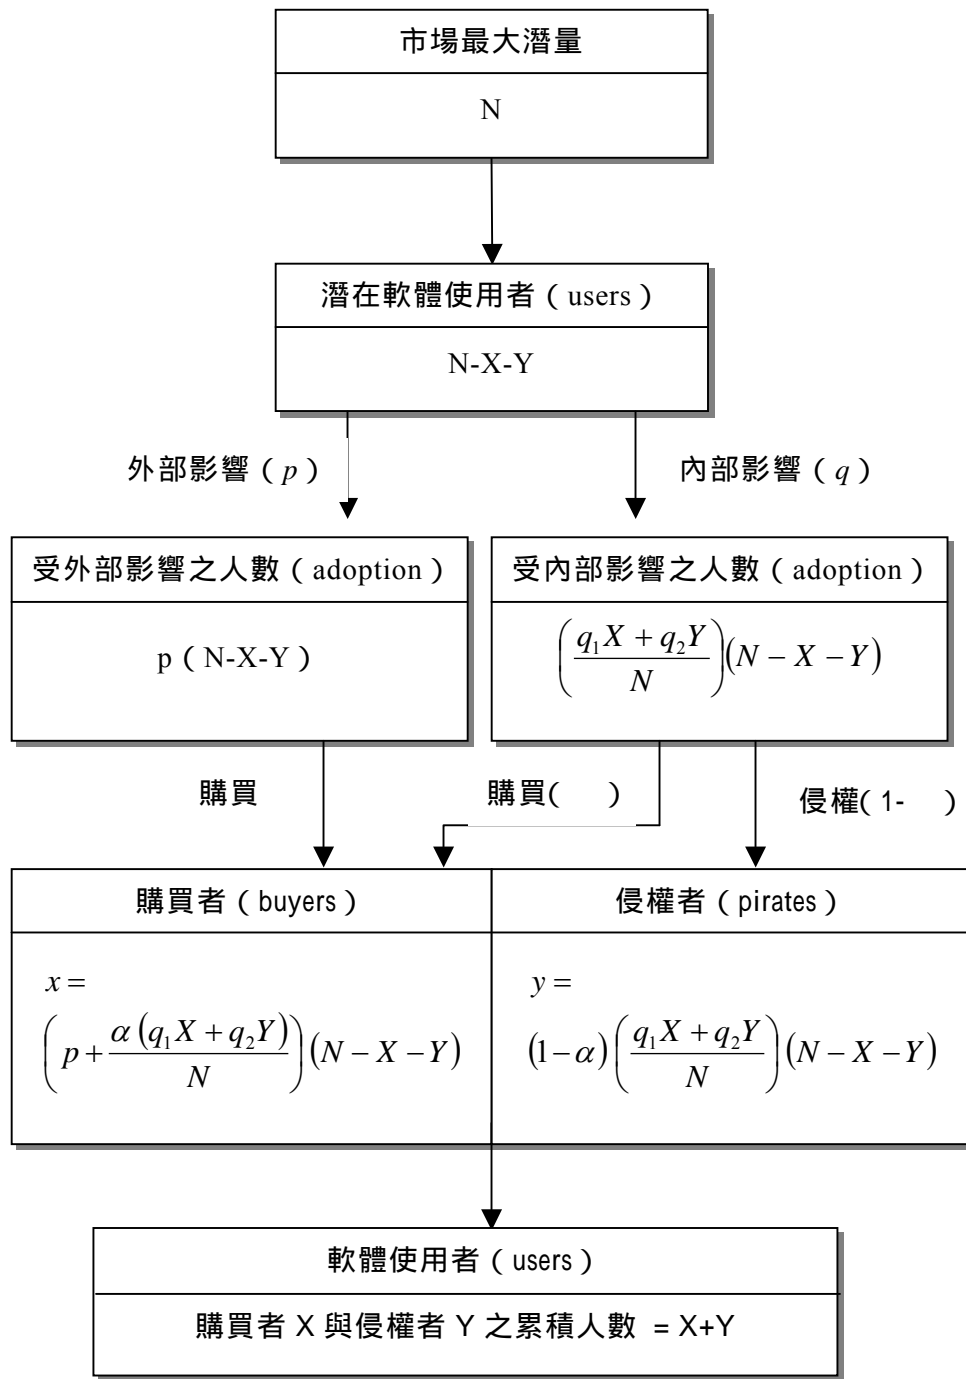 市場最大潛量
N
潛在軟體使用者（users）
N-X-Y
外部影響（p）
內部影響（q）
受外部影響之人數（adoption）
p（N-X-Y）
受內部影響之人數（adoption）
(q₁X + q₂Y / N)(N − X − Y)
購買
購買(　)
侵權(1-　)
購買者（buyers）
x =
(p + α(q₁X + q₂Y) / N)(N − X − Y)
侵權者（pirates）
y =
(1−α)(q₁X + q₂Y / N)(N − X − Y)
軟體使用者（users）
購買者 X 與侵權者 Y 之累積人數 = X+Y